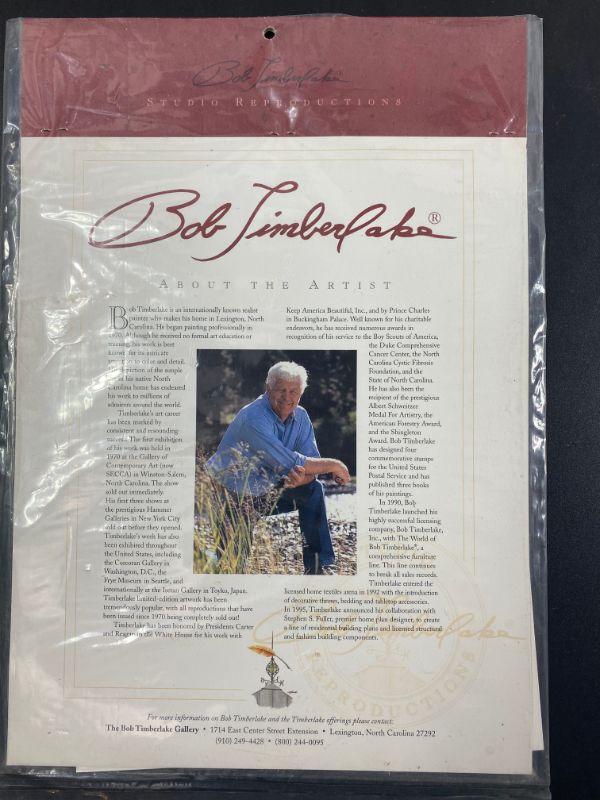 Bob Timberlake
STUDIO REPRODUCTIONS
Bob Timberlake®
ABOUT THE ARTIST
Bob Timberlake is an internationally known realist
painter who makes his home in Lexington, North
Carolina. He began painting professionally in
1970. Although he received no formal art education or
training, his work is best
known for its intricate
attention to color and detail.
His depiction of the simple
life of his native North
Carolina home has endeared
his work to millions of
admirers around the world.
Timberlake's art career
has been marked by
consistent and resounding
success. The first exhibition
of his work was held in
1970 at the Gallery of
Contemporary Art (now
SECCA) in Winston-Salem,
North Carolina. The show
sold out immediately.
His first three shows at
the prestigious Hammer
Galleries in New York City
sold out before they opened.
Timberlake's work has also
been exhibited throughout
the United States, including
the Corcoran Gallery in
Washington, D.C., the
Frye Museum in Seattle, and
internationally at the Isetan Gallery in Toyko, Japan.
Timberlake Limited-edition artwork has been
tremendously popular, with all reproductions that have
been issued since 1970 being completely sold out!
Timberlake has been honored by Presidents Carter
and Reagan in the White House for his work with
Keep America Beautiful, Inc., and by Prince Charles
in Buckingham Palace. Well known for his charitable
endeavors, he has received numerous awards in
recognition of his service to the Boy Scouts of America,
the Duke Comprehensive
Cancer Center, the North
Carolina Cystic Fibrosis
Foundation, and the
State of North Carolina.
He has also been the
recipient of the prestigious
Albert Schweitzer
Medal For Artistry, the
American Forestry Award,
and the Shingleton
Award. Bob Timberlake
has designed four
commemorative stamps
for the United States
Postal Service and has
published three books
of his paintings.
In 1990, Bob
Timberlake launched his
highly successful licensing
company, Bob Timberlake,
Inc., with The World of
Bob Timberlake®, a
comprehensive furniture
line. This line continues
to break all sales records.
Timberlake entered the
licensed home textiles arena in 1992 with the introduction
of decorative throws, bedding and tabletop accessories.
In 1995, Timberlake announced his collaboration with
Stephen S. Fuller, premier home plan designer, to create
a line of residential building plans and licensed structural
and fashion building components.
REPRODUCTIONS
For more information on Bob Timberlake and the Timberlake offerings please contact:
The Bob Timberlake Gallery • 1714 East Center Street Extension • Lexington, North Carolina 27292
(910) 249-4428 • (800) 244-0095